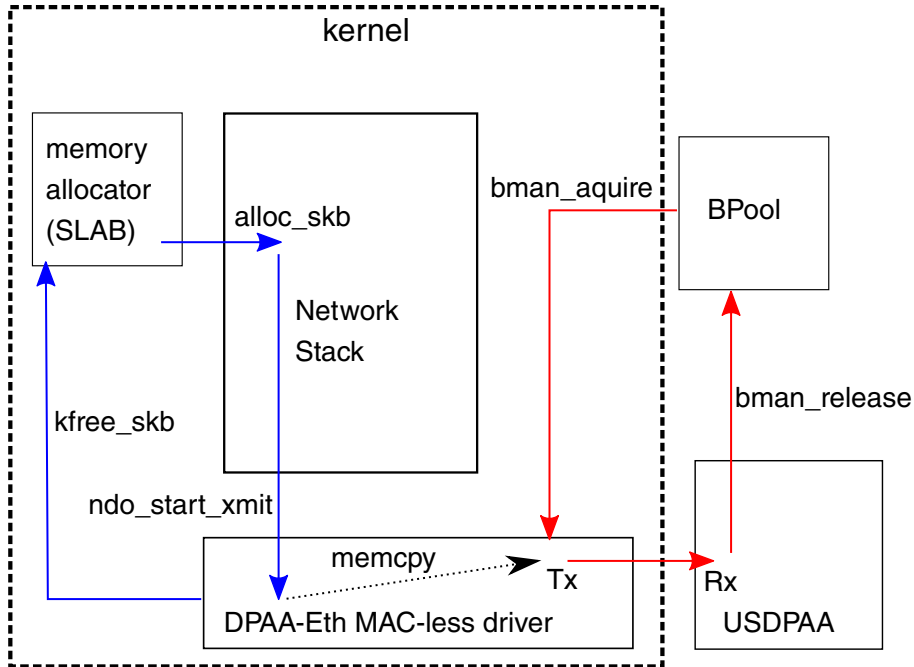 kernel
memory
allocator
(SLAB)
alloc_skb
bman_aquire
BPool
Network
Stack
kfree_skb
bman_release
ndo_start_xmit
memcpy
Tx
Rx
DPAA-Eth MAC-less driver
USDPAA